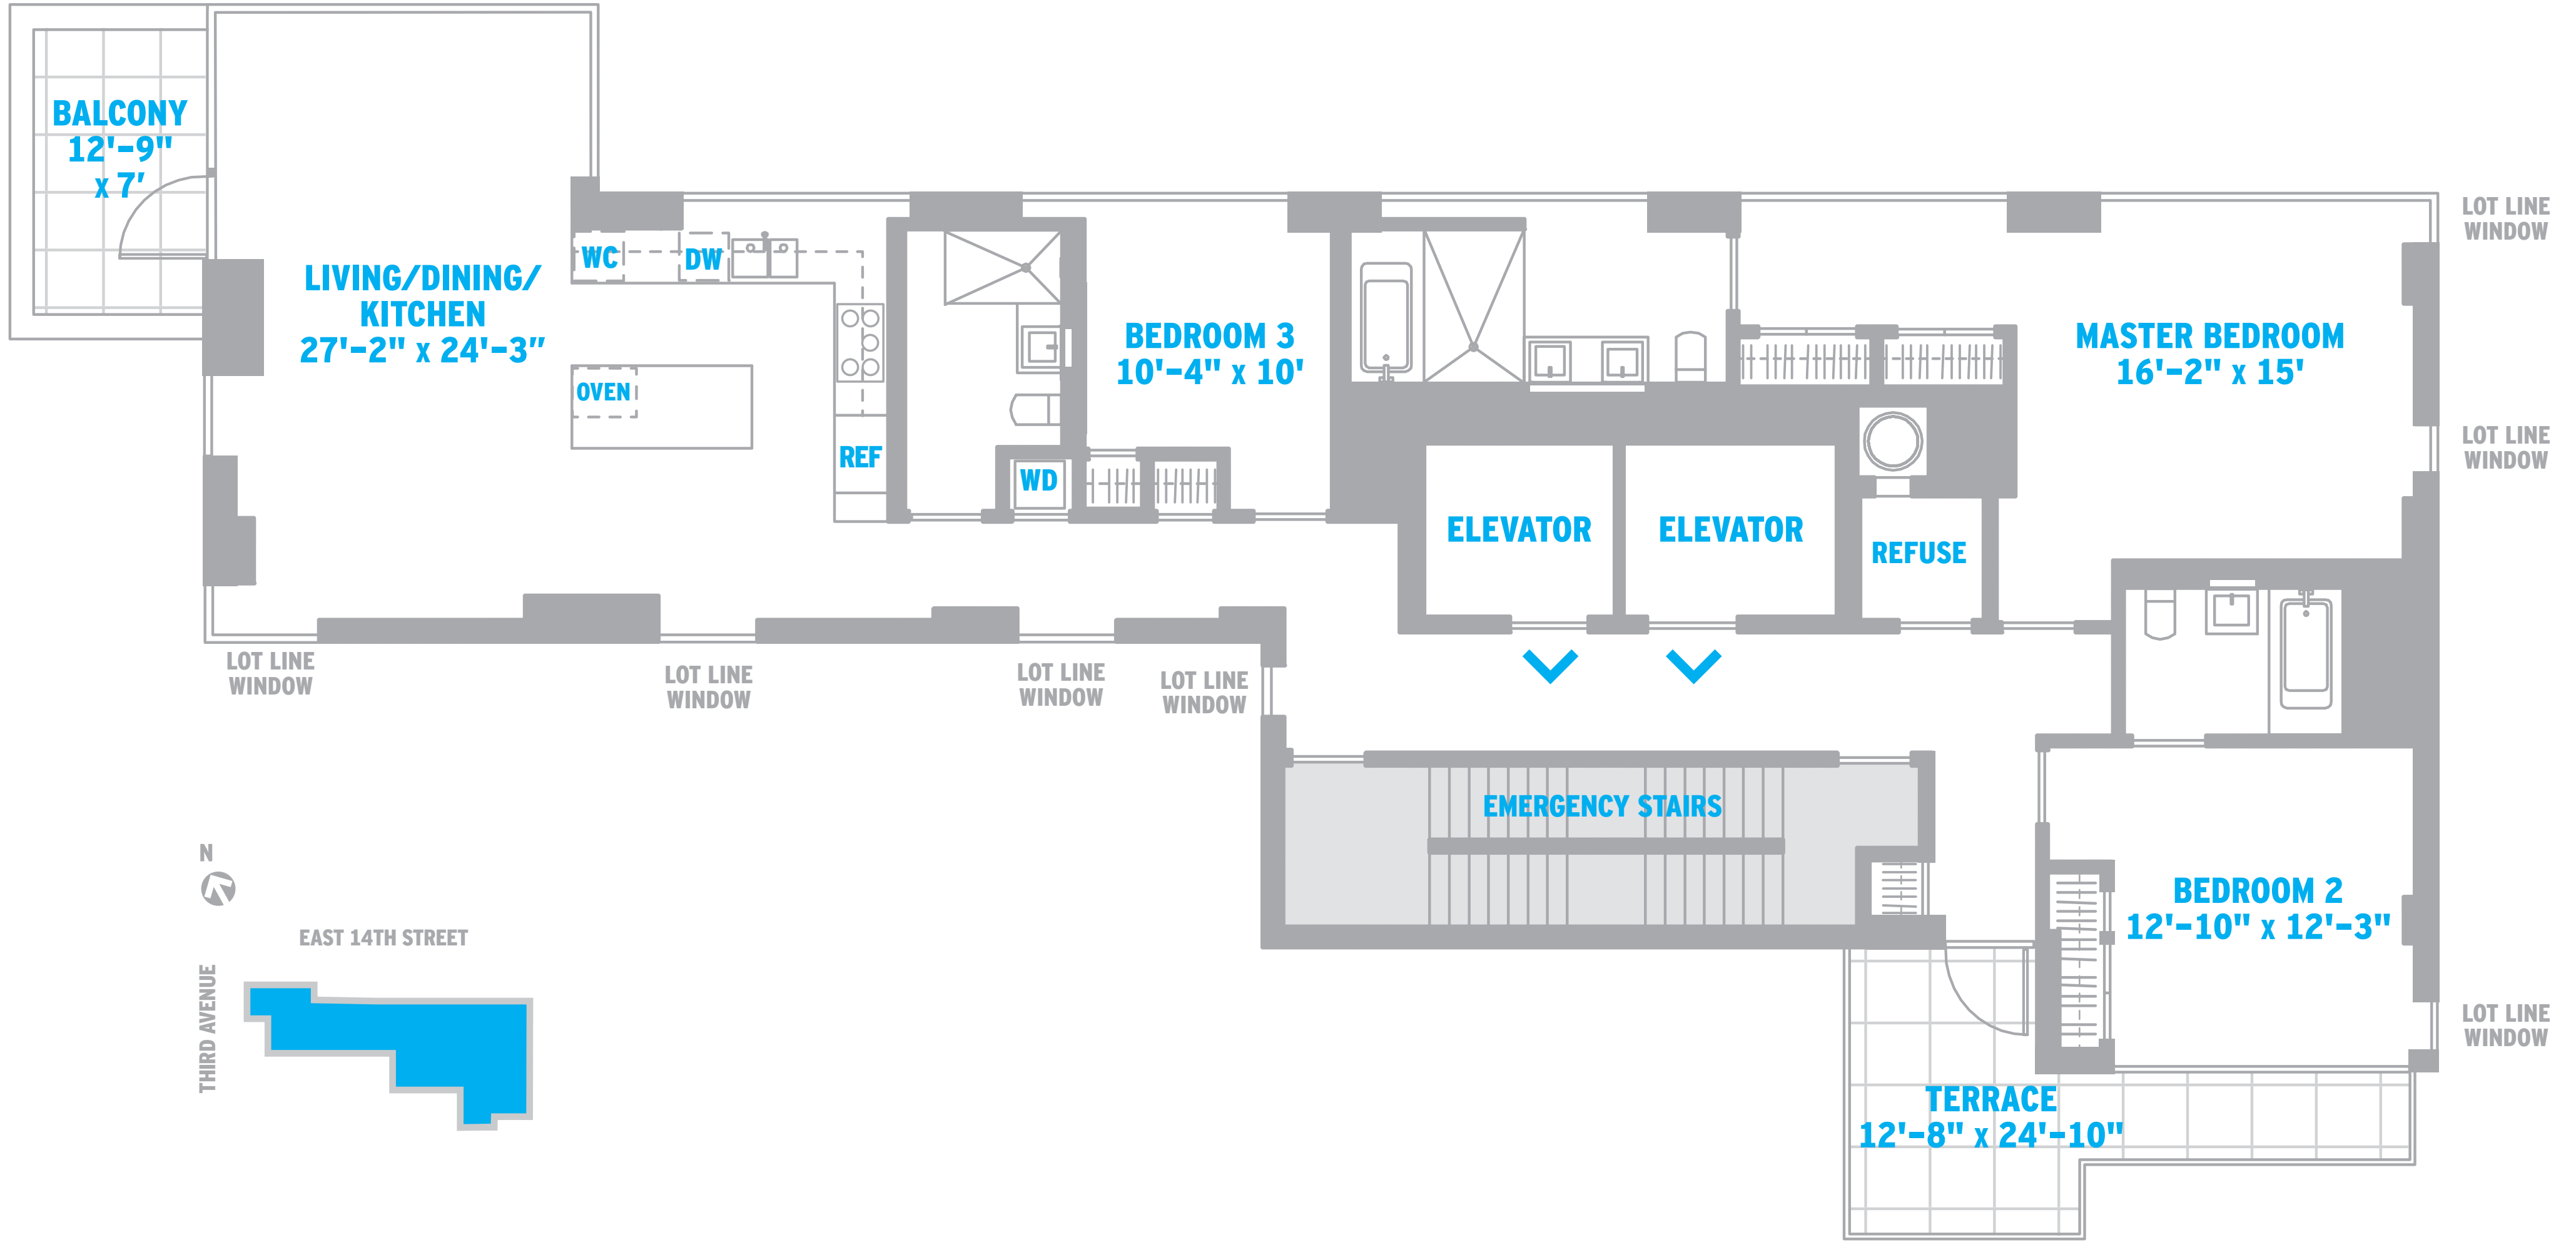 BALCONY
12'-9"
x 7'
LIVING/DINING/
KITCHEN
27'-2" x 24'-3"
WC
DW
OVEN
REF
WD
BEDROOM 3
10'-4" x 10'
ELEVATOR
ELEVATOR
REFUSE
MASTER BEDROOM
16'-2" x 15'
LOT LINE
WINDOW
LOT LINE
WINDOW
LOT LINE
WINDOW
LOT LINE
WINDOW
LOT LINE
WINDOW
LOT LINE
WINDOW
EMERGENCY STAIRS
BEDROOM 2
12'-10" x 12'-3"
LOT LINE
WINDOW
TERRACE
12'-8" x 24'-10"
N
EAST 14TH STREET
THIRD AVENUE